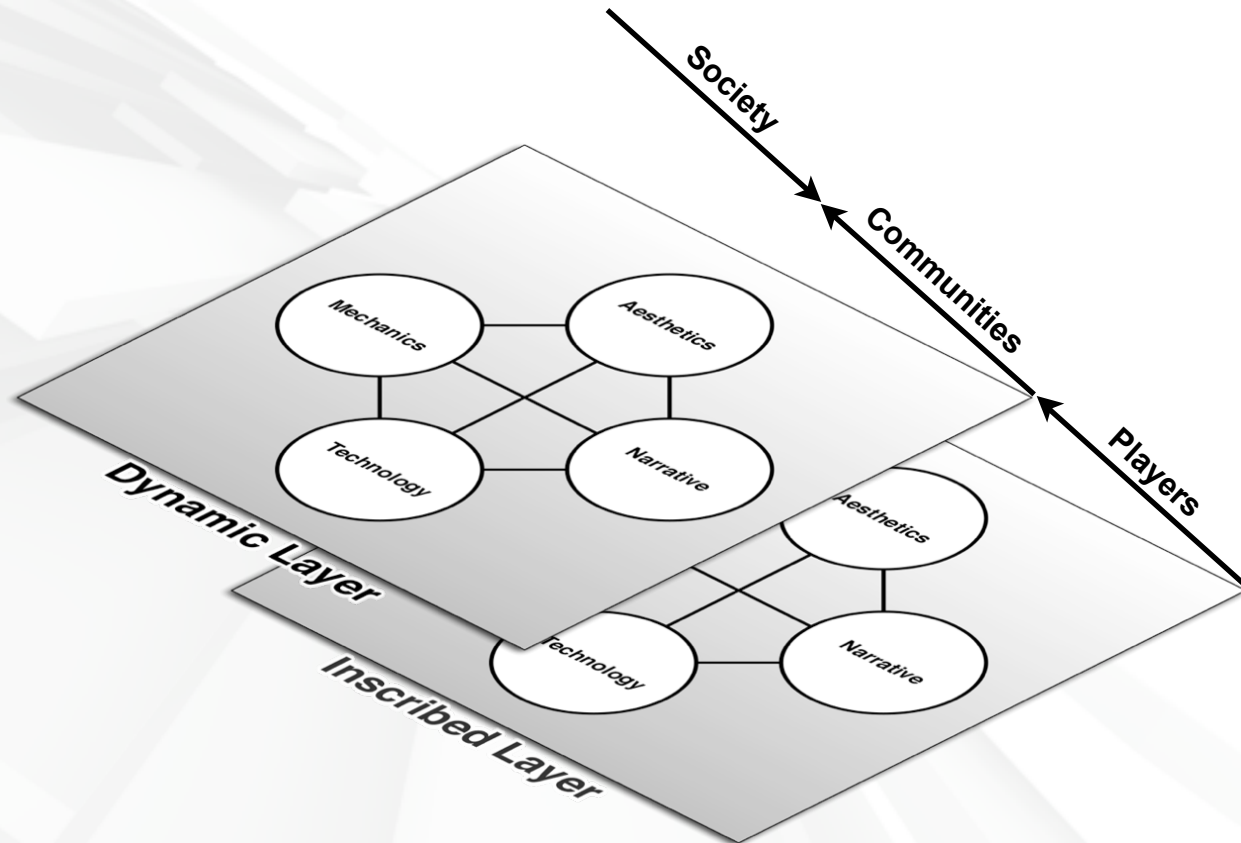 Society
Communities
Players
Mechanics
Aesthetics
Technology
Narrative
Dynamic Layer
Aesthetics
Technology
Narrative
Inscribed Layer